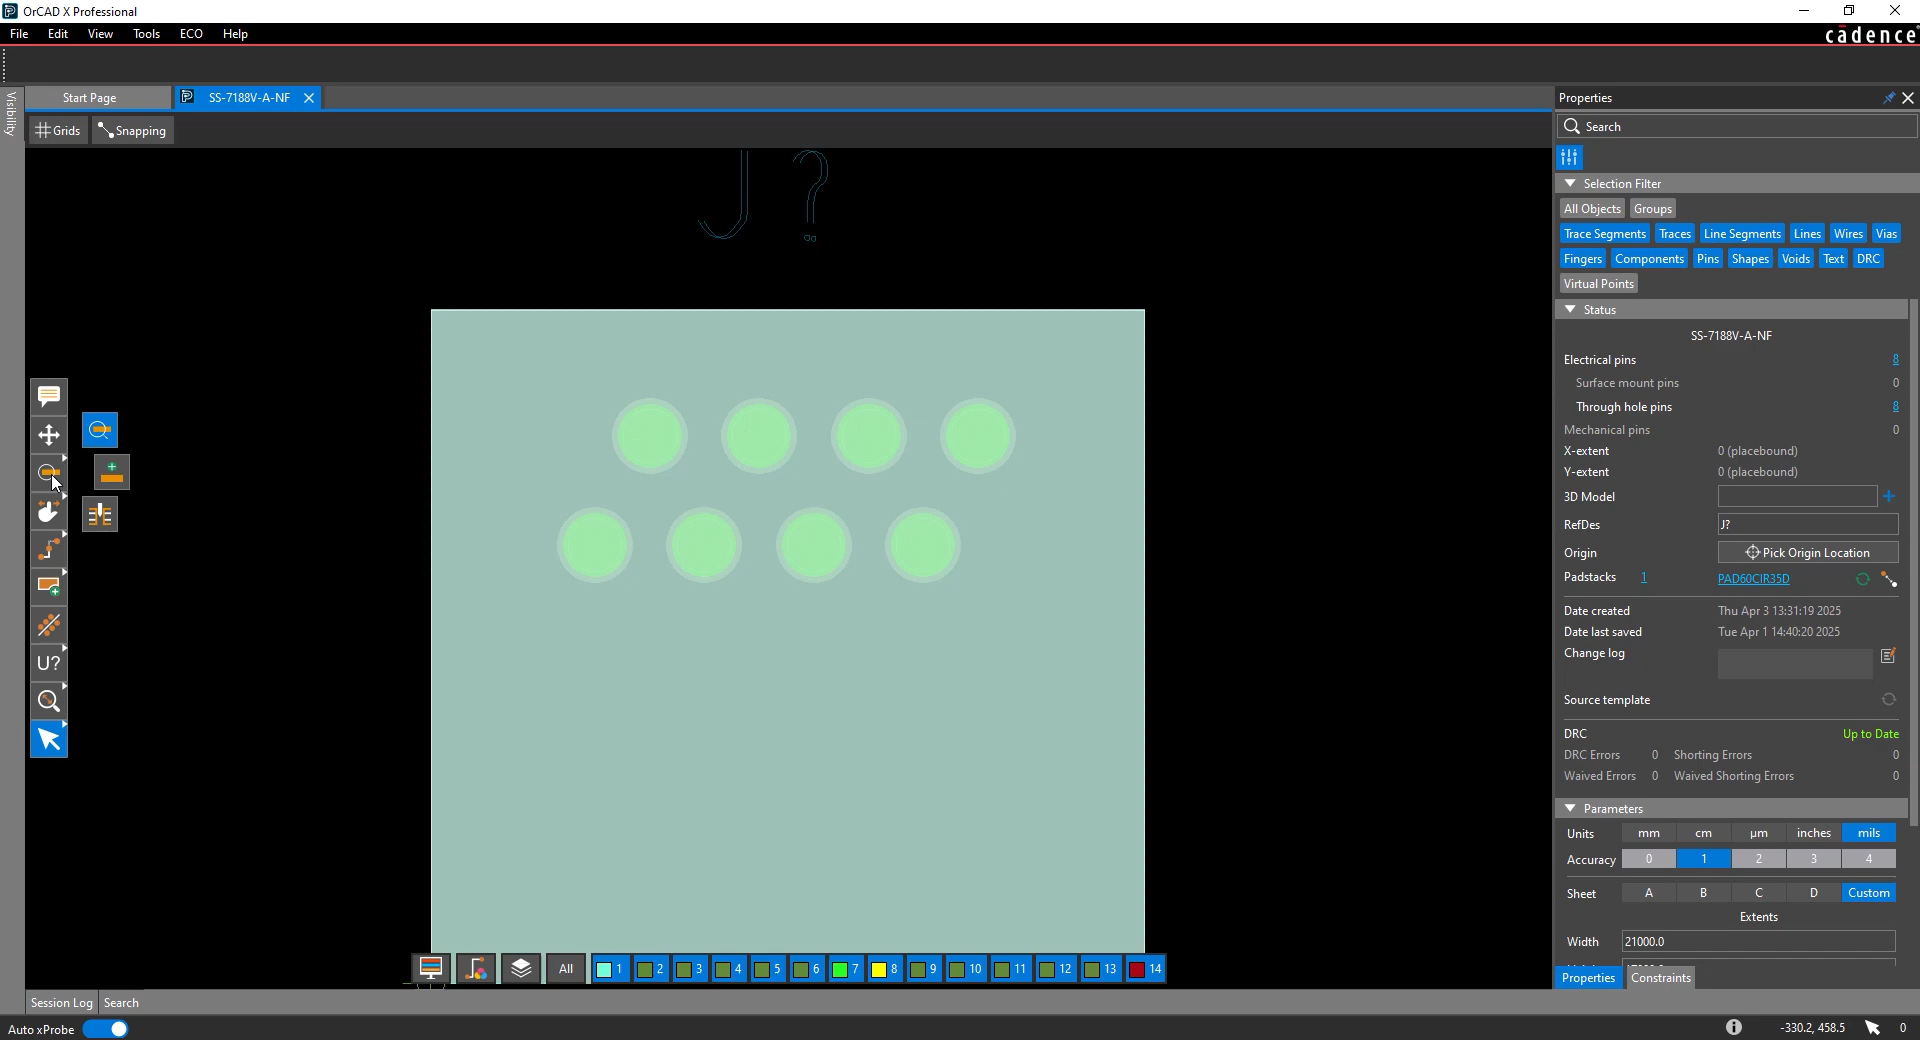 OrCAD X Professional
File Edit View Tools ECO Help
cādence
Visibility
Start Page
SS-7188V-A-NF
Grids
Snapping
J?
U?
All 1 2 3 4 5 6 7 8 9 10 11 12 13 14
Properties
Search
Selection Filter
All Objects Groups
Trace Segments Traces Line Segments Lines Wires Vias
Fingers Components Pins Shapes Voids Text DRC
Virtual Points
Status
SS-7188V-A-NF
Electrical pins 8
Surface mount pins 0
Through hole pins 8
Mechanical pins 0
X-extent 0 (placebound)
Y-extent 0 (placebound)
3D Model
RefDes J?
Origin Pick Origin Location
Padstacks 1 PAD60CIR35D
Date created Thu Apr 3 13:31:19 2025
Date last saved Tue Apr 1 14:40:20 2025
Change log
Source template
DRC Up to Date
DRC Errors 0 Shorting Errors 0
Waived Errors 0 Waived Shorting Errors 0
Parameters
Units mm cm µm inches mils
Accuracy 0 1 2 3 4
Sheet A B C D Custom
Extents
Width 21000.0
Properties Constraints
Session Log Search
Auto xProbe
-330.2, 458.5 0